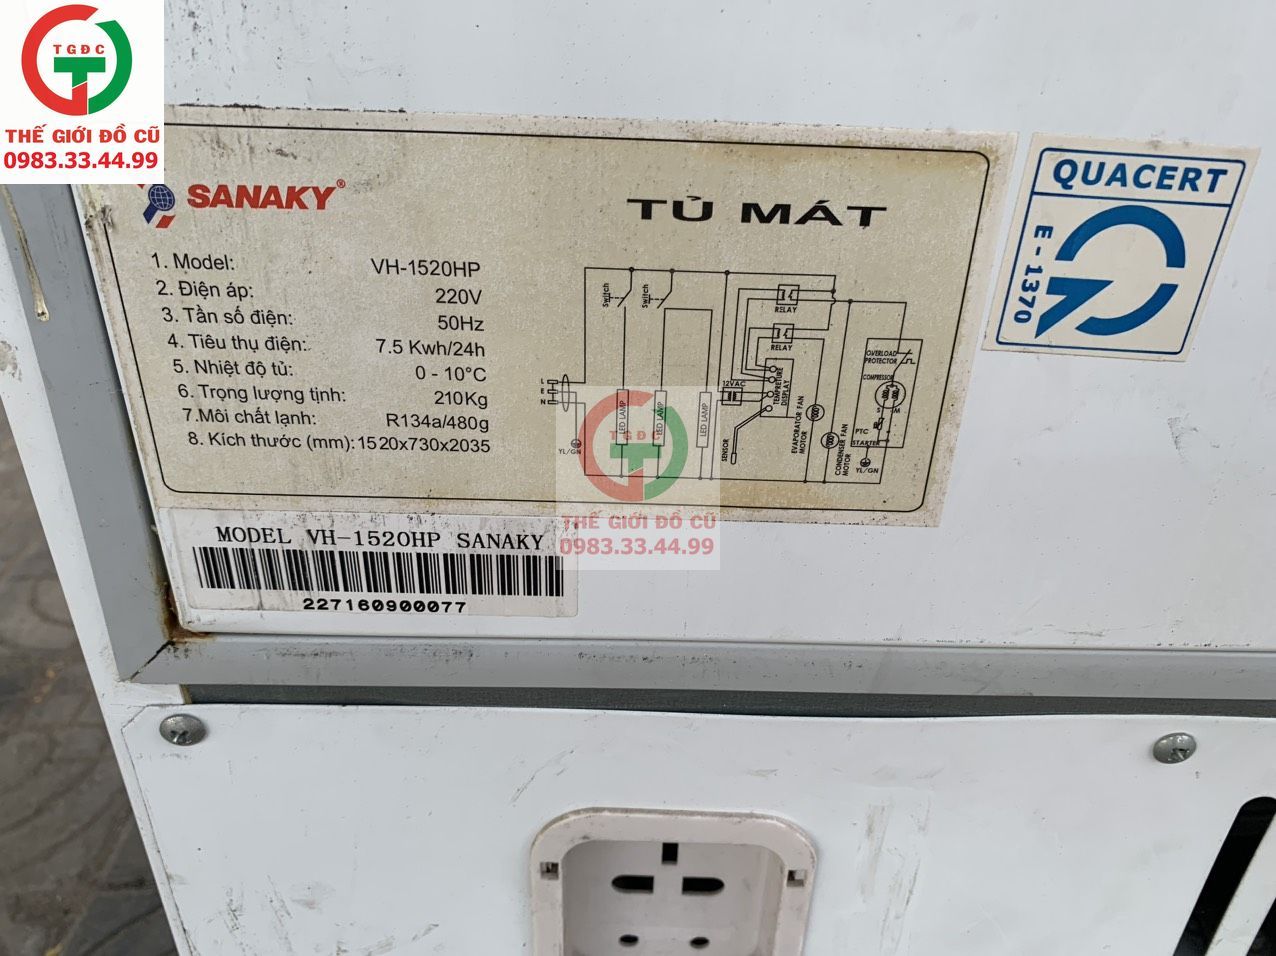 TGĐC
THẾ GIỚI ĐỒ CŨ
0983.33.44.99
SANAKY®
TỦ MÁT
1. Model: VH-1520HP
2. Điện áp: 220V
3. Tần số điện: 50Hz
4. Tiêu thụ điện: 7.5 Kwh/24h
5. Nhiệt độ tủ: 0 - 10°C
6. Trọng lượng tịnh: 210Kg
7.Môi chất lạnh: R134a/480g
8. Kích thước (mm): 1520x730x2035
Switch
Switch
RELAY
RELAY
L
E
N
YL/GN
LED LAMP
LED LAMP
LED LAMP
12VAC
SENSOR
TEMPRETURE
DISPLAY
EVAPORATOR FAN
MOTOR
CONDENSER FAN
MOTOR
OVERLOAD
PROTECTOR
COMPRESSOR
S M
PTC
STARTER
YL/GN
QUACERT
E - 1370
TGĐC
THẾ GIỚI ĐỒ CŨ
0983.33.44.99
MODEL VH-1520HP SANAKY
227160900077